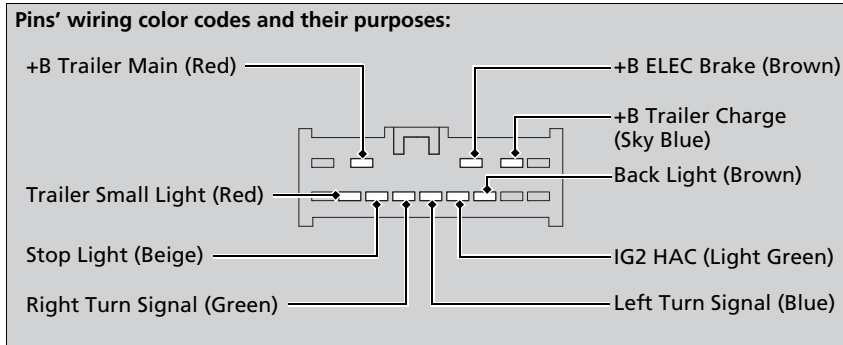 Pins’ wiring color codes and their purposes:
+B Trailer Main (Red)
+B ELEC Brake (Brown)
+B Trailer Charge
(Sky Blue)
Back Light (Brown)
Trailer Small Light (Red)
Stop Light (Beige)
IG2 HAC (Light Green)
Right Turn Signal (Green)
Left Turn Signal (Blue)